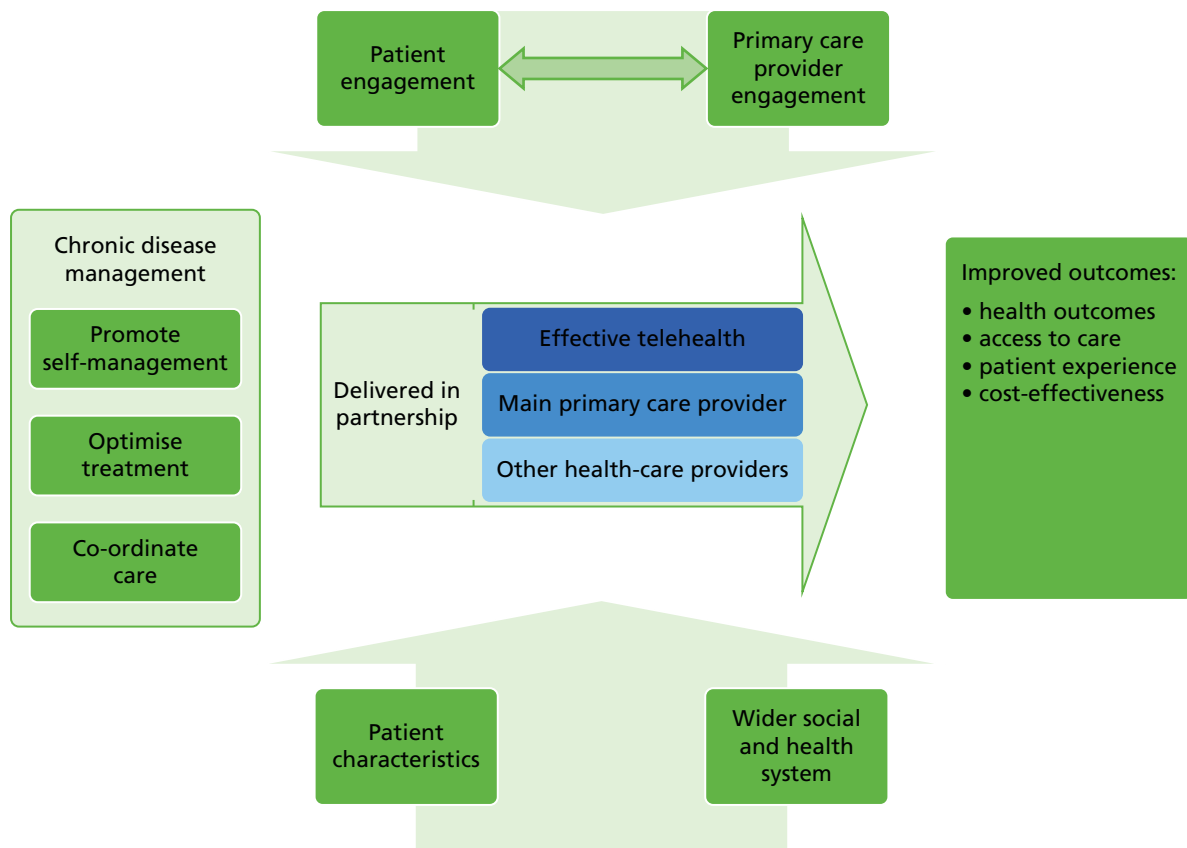 Patient
engagement
Primary care
provider
engagement
Chronic disease
management
Promote
self-management
Optimise
treatment
Co-ordinate
care
Delivered in
partnership
Effective telehealth
Main primary care provider
Other health-care providers
Improved outcomes:
• health outcomes
• access to care
• patient experience
• cost-effectiveness
Patient
characteristics
Wider social
and health
system